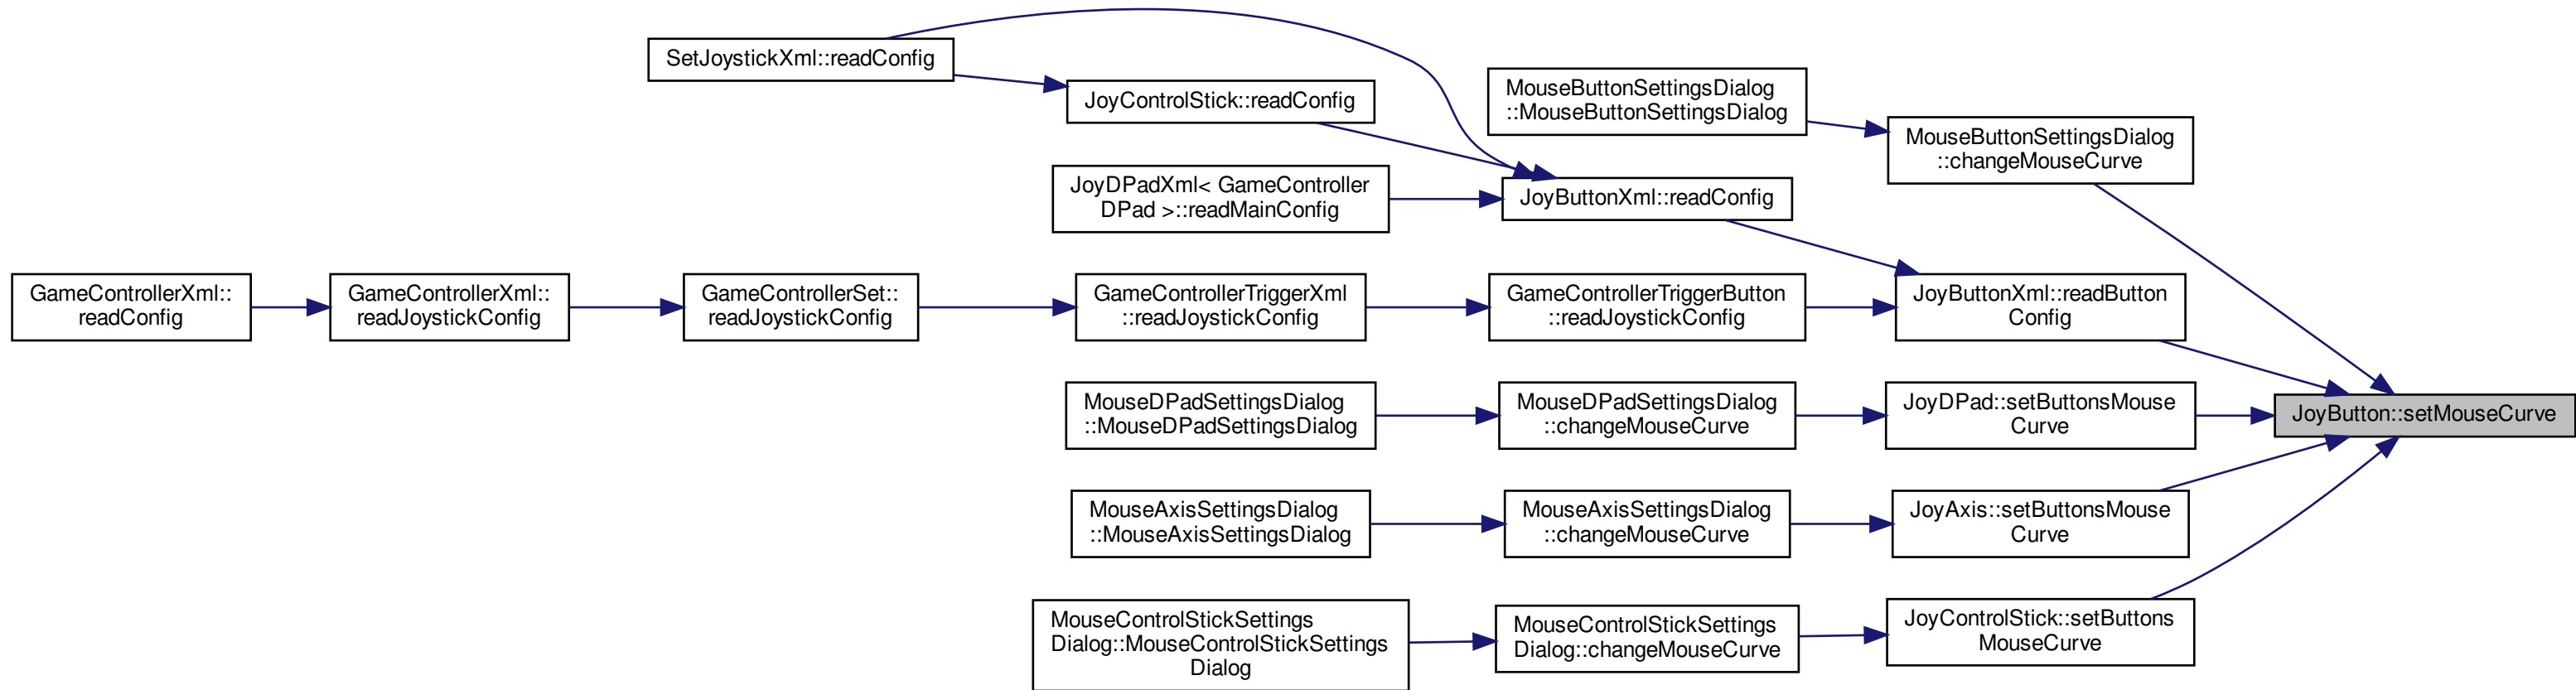 SetJoystickXml::readConfig
JoyControlStick::readConfig
MouseButtonSettingsDialog
::MouseButtonSettingsDialog
MouseButtonSettingsDialog
::changeMouseCurve
JoyDPadXml< GameController
DPad >::readMainConfig
JoyButtonXml::readConfig
GameControllerXml::
readConfig
GameControllerXml::
readJoystickConfig
GameControllerSet::
readJoystickConfig
GameControllerTriggerXml
::readJoystickConfig
GameControllerTriggerButton
::readJoystickConfig
JoyButtonXml::readButton
Config
MouseDPadSettingsDialog
::MouseDPadSettingsDialog
MouseDPadSettingsDialog
::changeMouseCurve
JoyDPad::setButtonsMouse
Curve
JoyButton::setMouseCurve
MouseAxisSettingsDialog
::MouseAxisSettingsDialog
MouseAxisSettingsDialog
::changeMouseCurve
JoyAxis::setButtonsMouse
Curve
MouseControlStickSettings
Dialog::MouseControlStickSettings
Dialog
MouseControlStickSettings
Dialog::changeMouseCurve
JoyControlStick::setButtons
MouseCurve